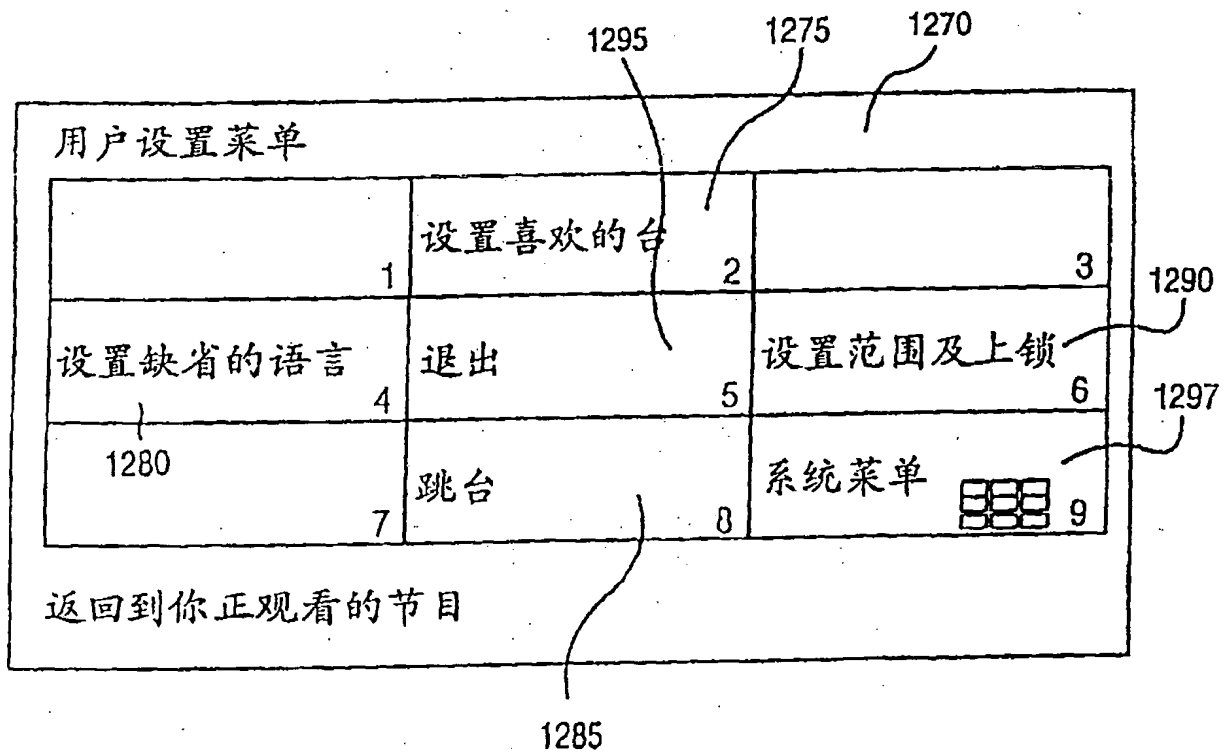 1295 1275 1270
用户设置菜单
1
设置喜欢的台
2
3
1290
设置缺省的语言
4
退出
5
设置范围及上锁
6
1297
1280
7
跳台
8
系统菜单
9
返回到你正观看的节目
1285